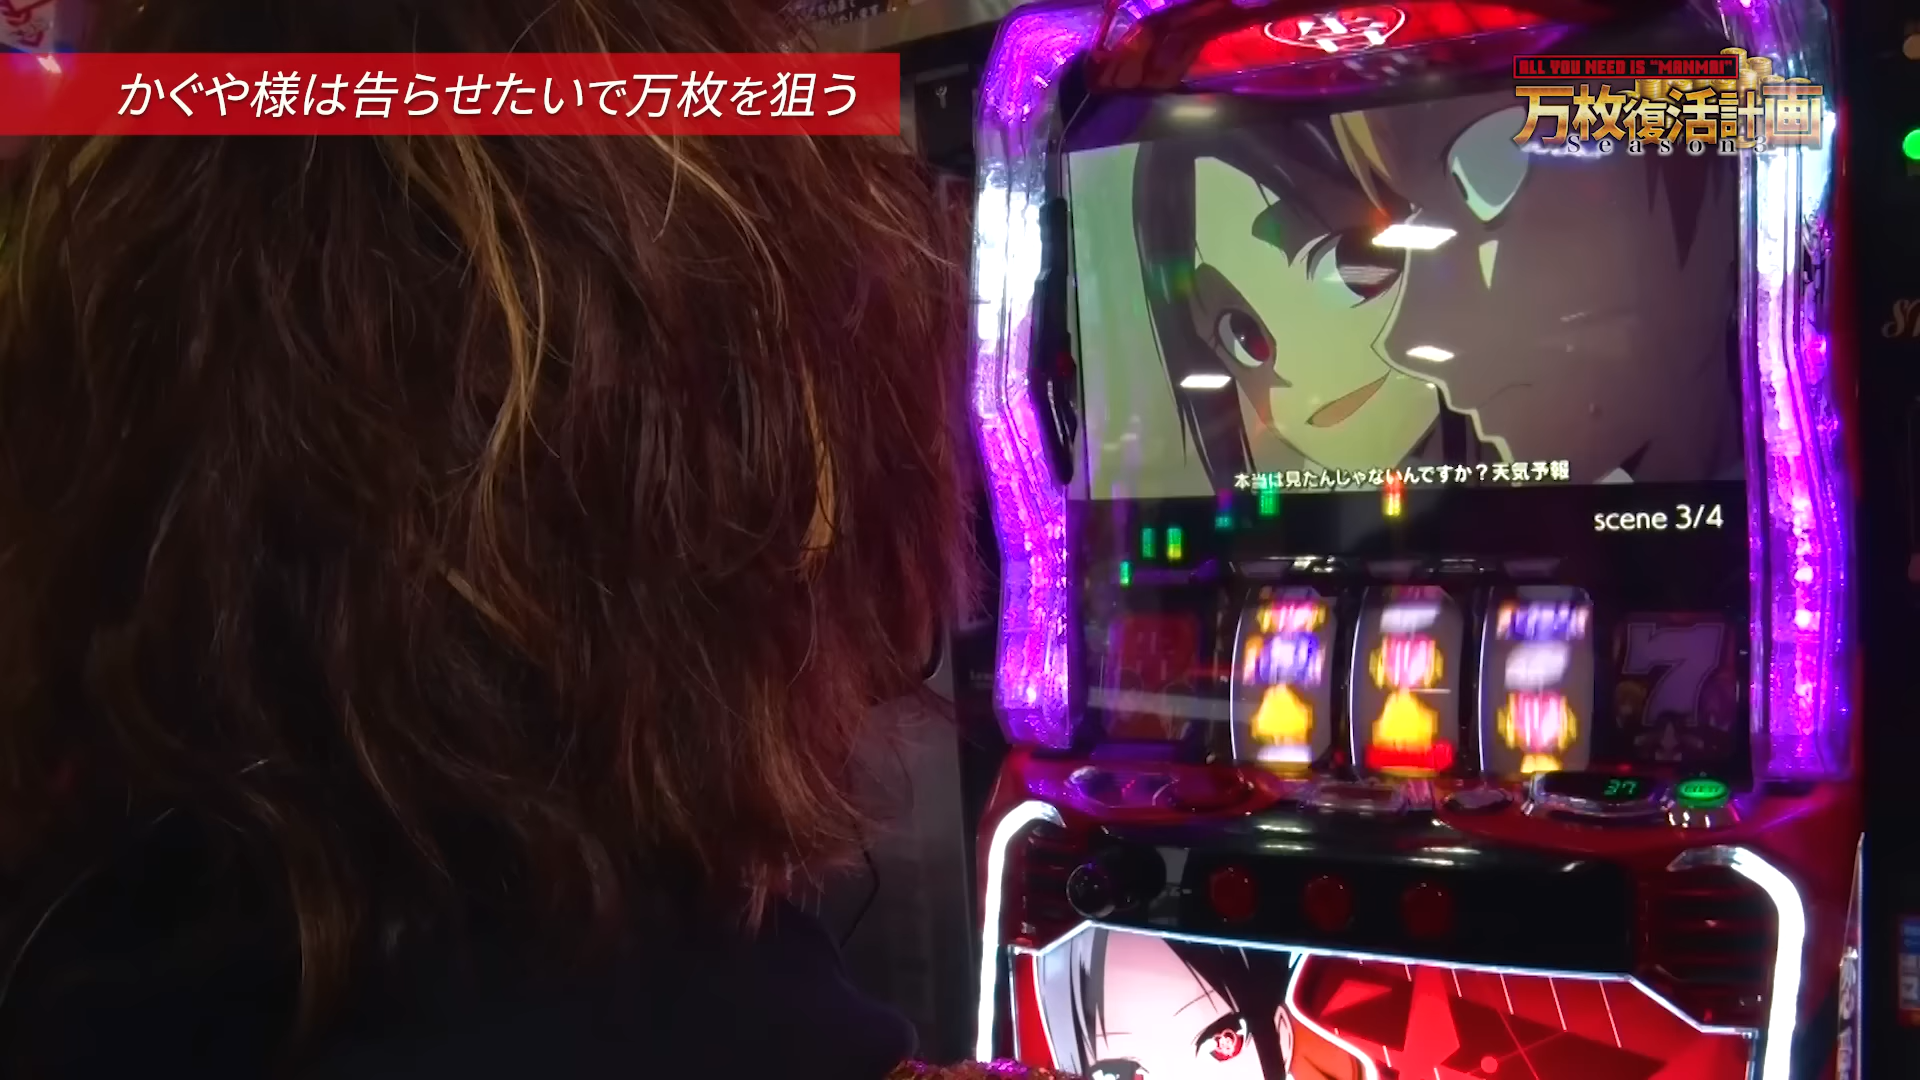 かぐや様は告らせたいで万枚を狙う
ALL YOU NEED IS "MANMAI"
万枚復活計画
Season3
本当は見たんじゃないんですか？天気予報
scene 3/4
7
37